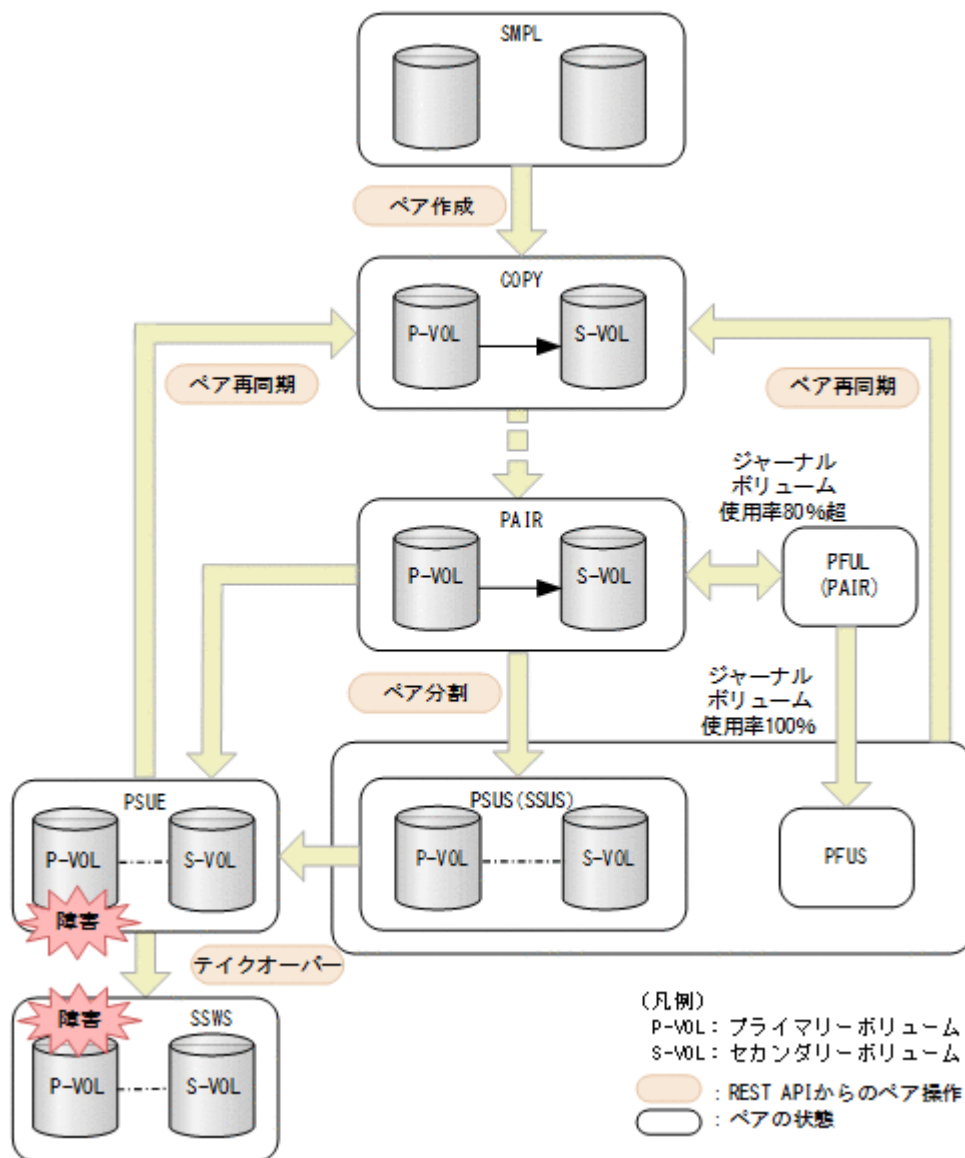 SMPL
ペア作成
COPY
P-VOL
S-VOL
ペア再同期
ペア再同期
ジャーナル
ボリューム
使用率80%超
PAIR
P-VOL
S-VOL
PFUL
(PAIR)
ペア分割
ジャーナル
ボリューム
使用率100%
PSUE
P-VOL
S-VOL
障害
PSUS(SSUS)
P-VOL
S-VOL
PFUS
テイクオーバー
障害
SSWS
P-VOL
S-VOL
(凡例)
P-VOL：プライマリーボリューム
S-VOL：セカンダリーボリューム
：REST APIからのペア操作
：ペアの状態